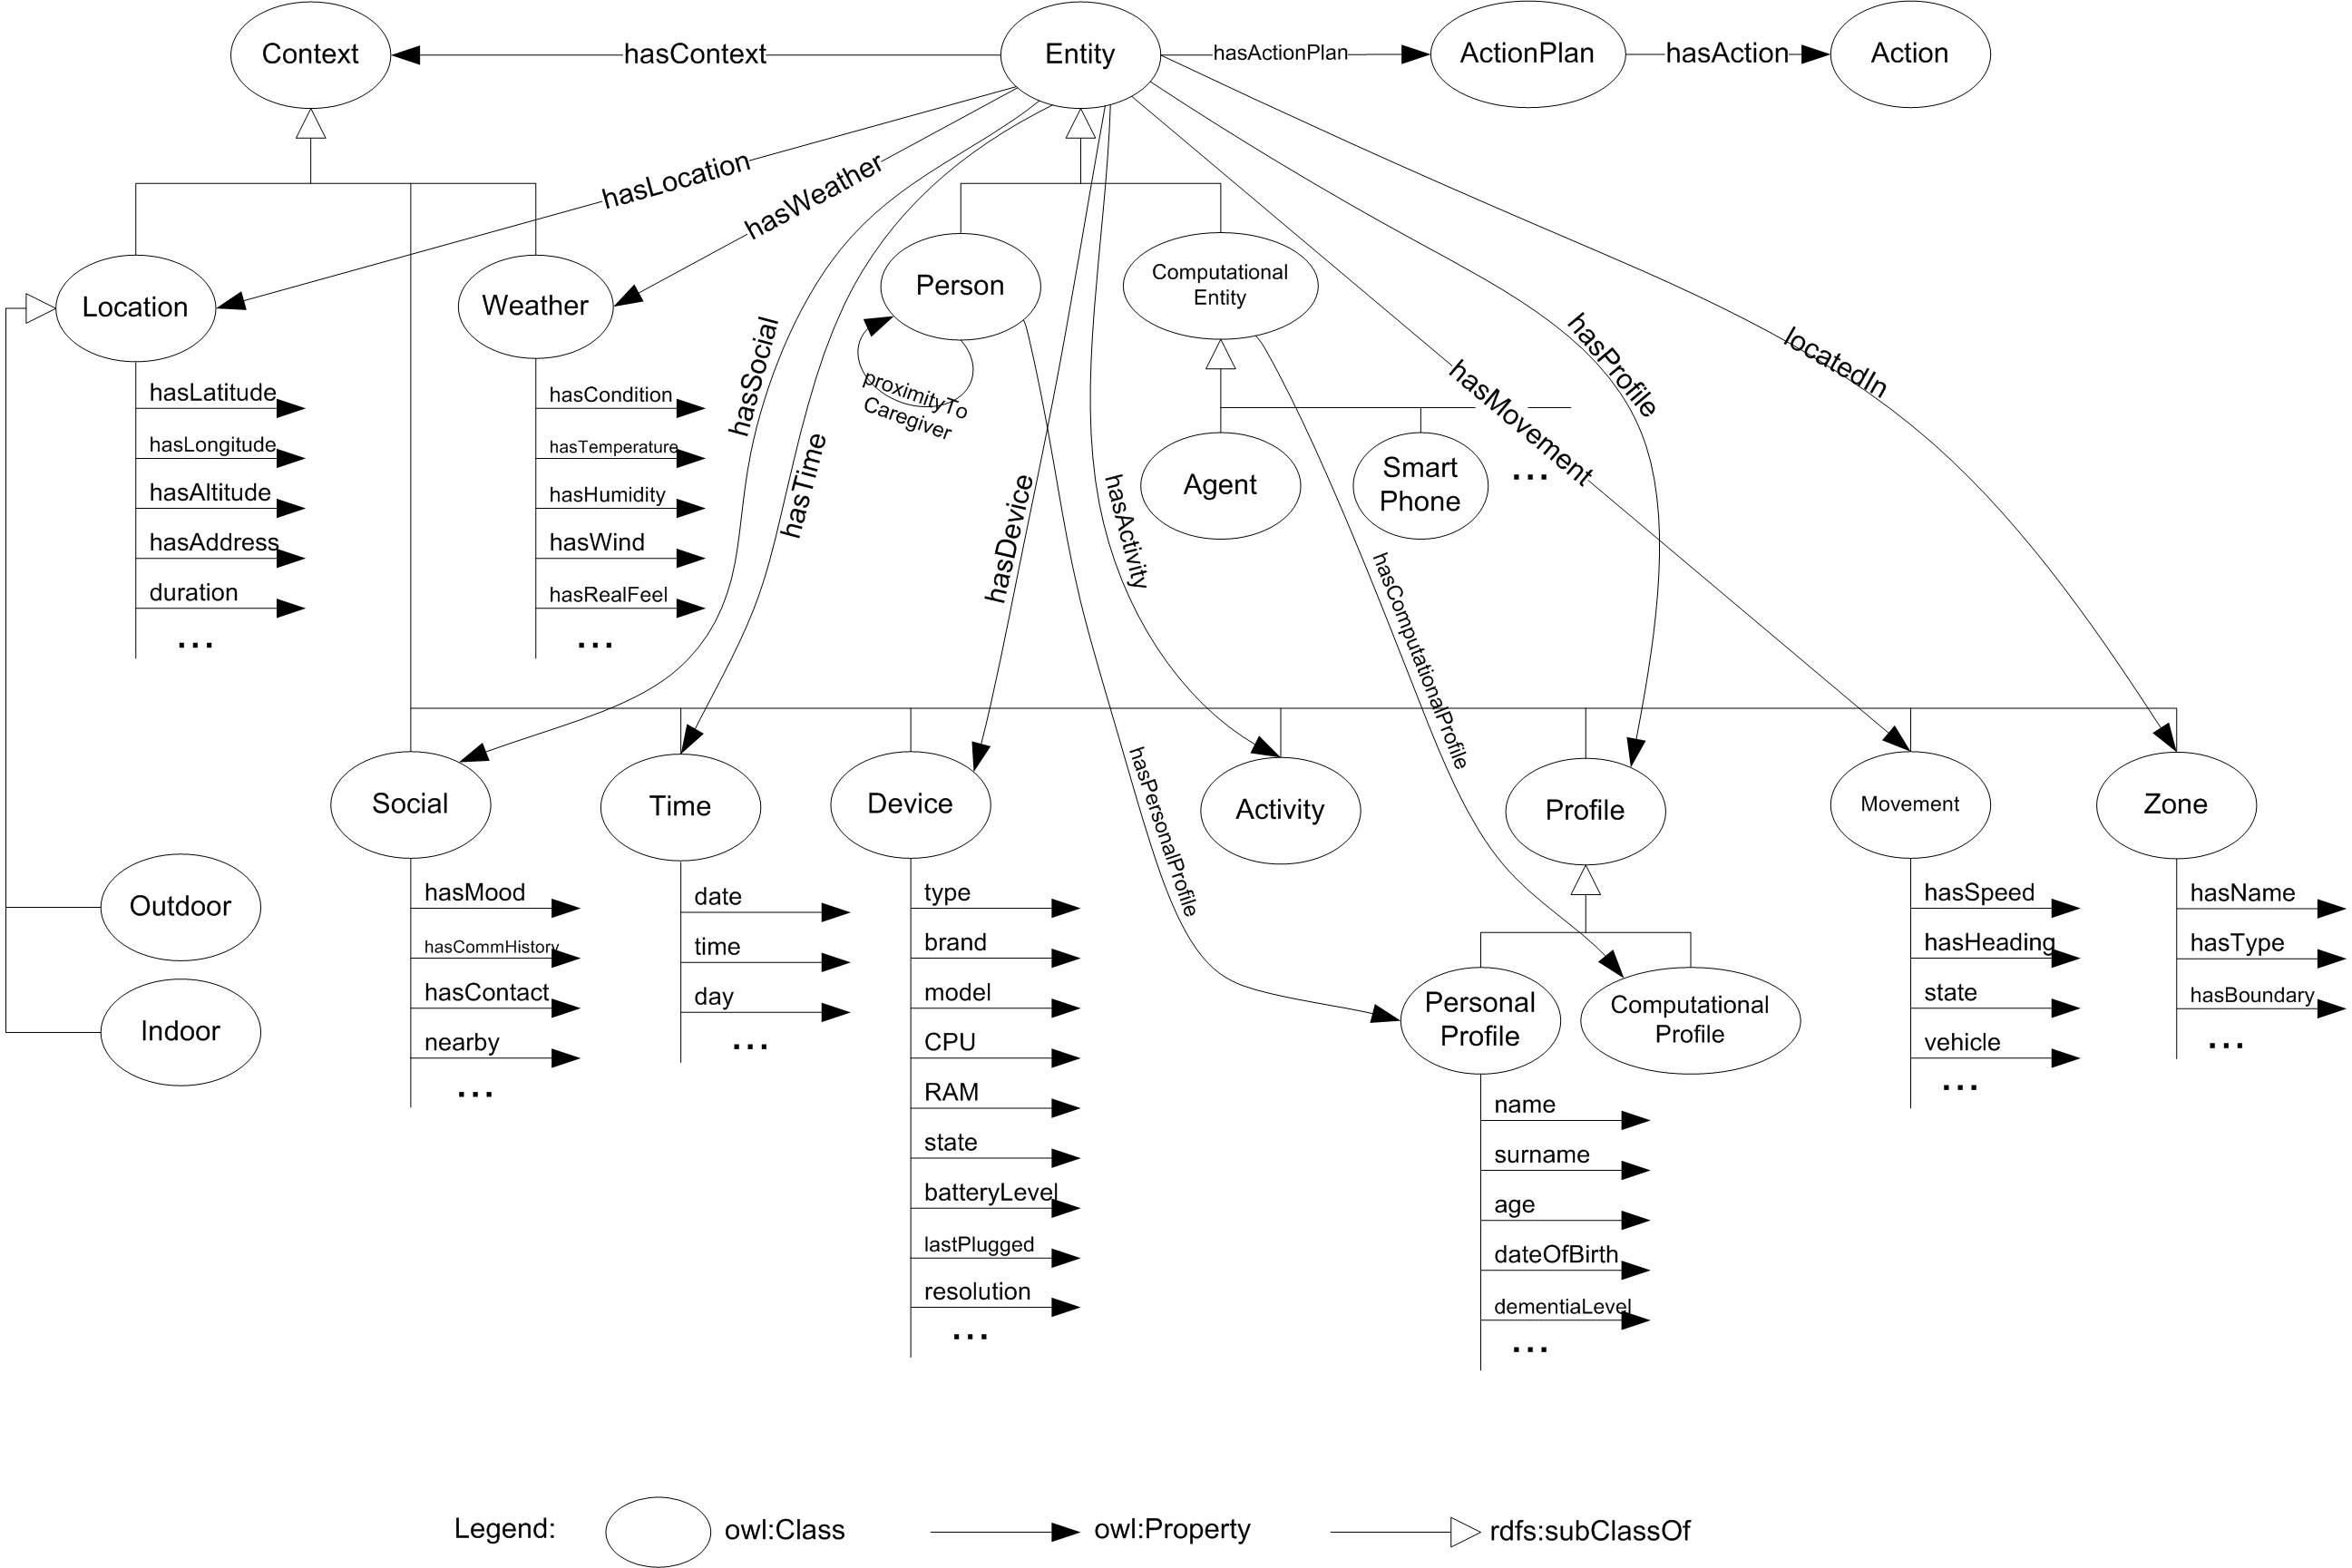 Context
hasContext
Entity
hasActionPlan
ActionPlan
hasAction
Action
hasLocation
hasWeather
Location
Weather
Person
Computational
Entity
proximityTo
Caregiver
hasSocial
hasTime
hasDevice
hasActivity
hasMovement
hasProfile
locatedIn
hasLatitude
hasLongitude
hasAltitude
hasAddress
duration
...
hasCondition
hasTemperature
hasHumidity
hasWind
hasRealFeel
...
Agent
Smart
Phone
...
hasComputationalProfile
hasPersonalProfile
Social
Time
Device
Activity
Profile
Movement
Zone
Outdoor
Indoor
hasMood
hasCommHistory
hasContact
nearby
...
date
time
day
...
type
brand
model
CPU
RAM
state
batteryLevel
lastPlugged
resolution
...
Personal
Profile
Computational
Profile
name
surname
age
dateOfBirth
dementiaLevel
...
hasSpeed
hasHeading
state
vehicle
...
hasName
hasType
hasBoundary
...
Legend:
owl:Class
owl:Property
rdfs:subClassOf